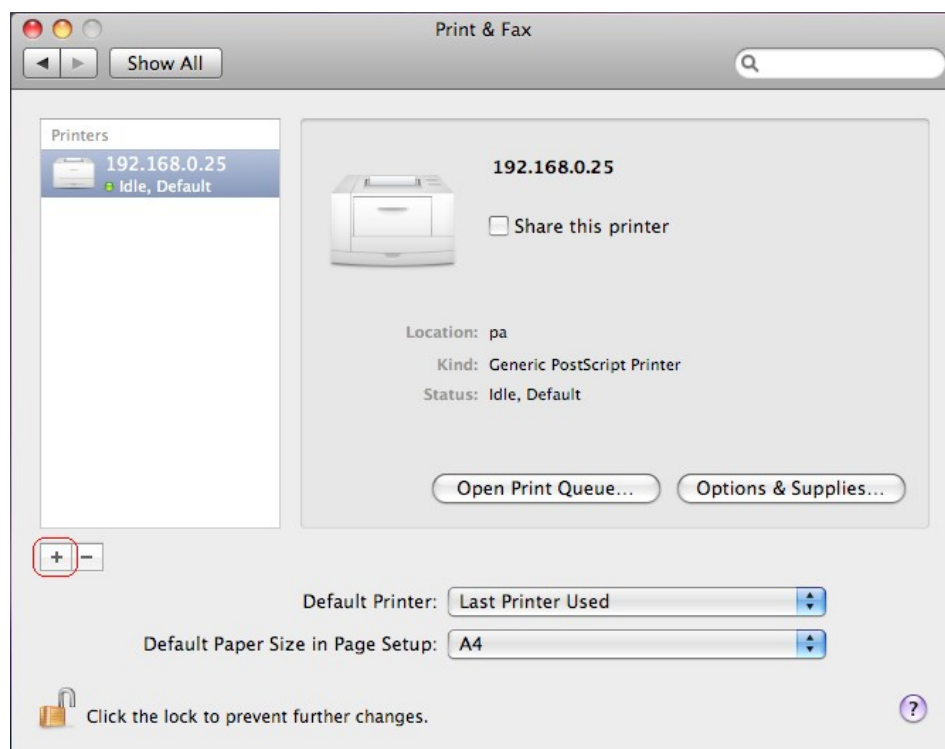 Print & Fax
Show All
Printers
192.168.0.25
Idle, Default
192.168.0.25
Share this printer
Location: pa
Kind: Generic PostScript Printer
Status: Idle, Default
Open Print Queue...
Options & Supplies...
+ −
Default Printer: Last Printer Used
Default Paper Size in Page Setup: A4
Click the lock to prevent further changes.
?